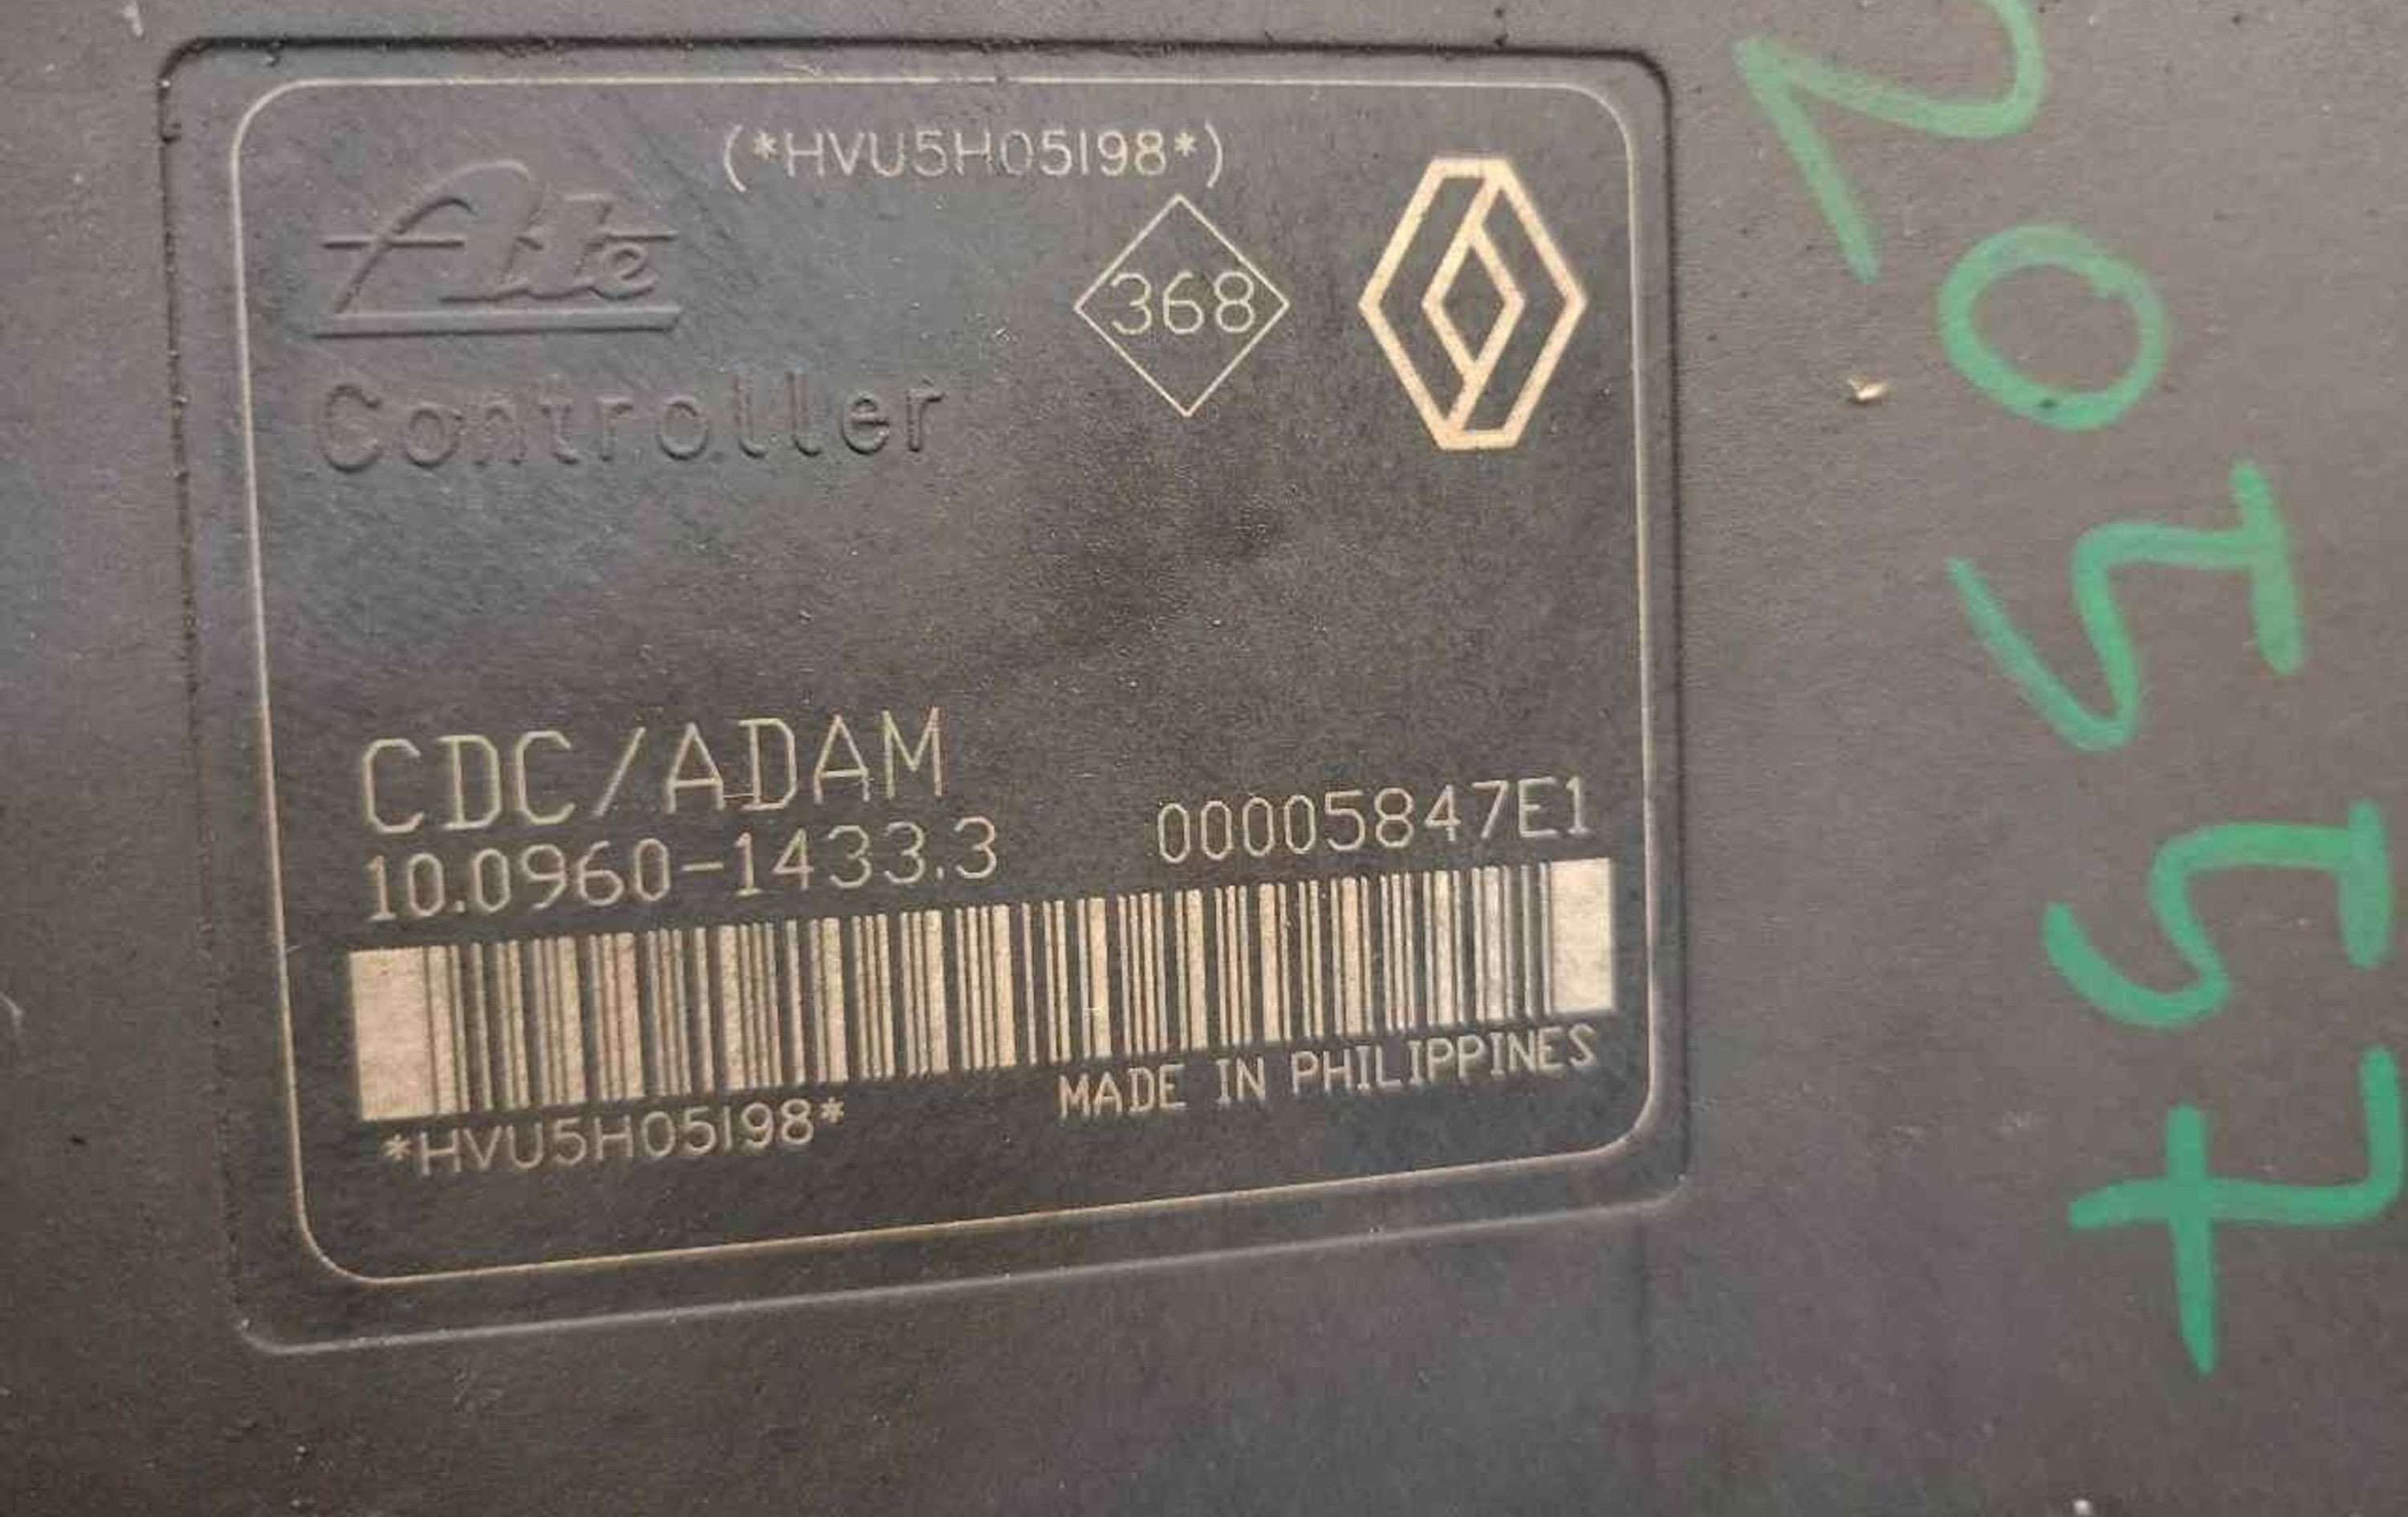 (*HVU5H05I98*)
Ate
368
Controller
CDC/ADAM
10.0960-1433.3 00005847E1
*HVU5H05I98* MADE IN PHILIPPINES
20557